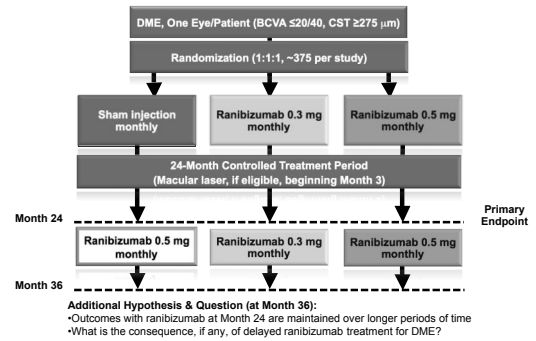 DME, One Eye/Patient (BCVA ≤20/40, CST ≥275 μm)
Randomization (1:1:1, ~375 per study)
Sham injection
monthly
Ranibizumab 0.3 mg
monthly
Ranibizumab 0.5 mg
monthly
24-Month Controlled Treatment Period
(Macular laser, if eligible, beginning Month 3)
Month 24
Primary
Endpoint
Ranibizumab 0.5 mg
monthly
Ranibizumab 0.3 mg
monthly
Ranibizumab 0.5 mg
monthly
Month 36
Additional Hypothesis & Question (at Month 36):
•Outcomes with ranibizumab at Month 24 are maintained over longer periods of time
•What is the consequence, if any, of delayed ranibizumab treatment for DME?